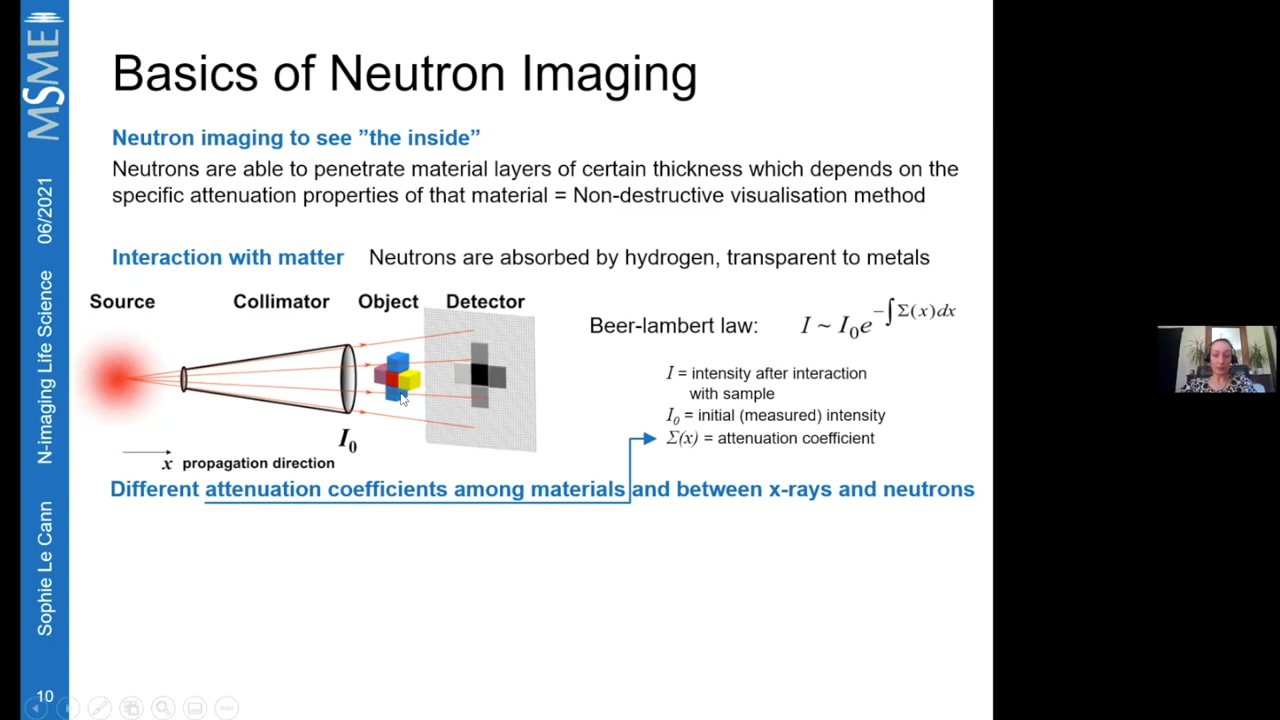 Basics of Neutron Imaging
Neutron imaging to see ”the inside”
Neutrons are able to penetrate material layers of certain thickness which depends on the
specific attenuation properties of that material = Non-destructive visualisation method
Interaction with matter Neutrons are absorbed by hydrogen, transparent to metals
Source Collimator Object Detector
Beer-lambert law: I ~ I₀e^(−∫Σ(x)dx)
I = intensity after interaction
with sample
I₀ = initial (measured) intensity
Σ(x) = attenuation coefficient
I₀
x propagation direction
Different attenuation coefficients among materials and between x-rays and neutrons
MSME
06/2021
N-imaging Life Science
Sophie Le Cann
10